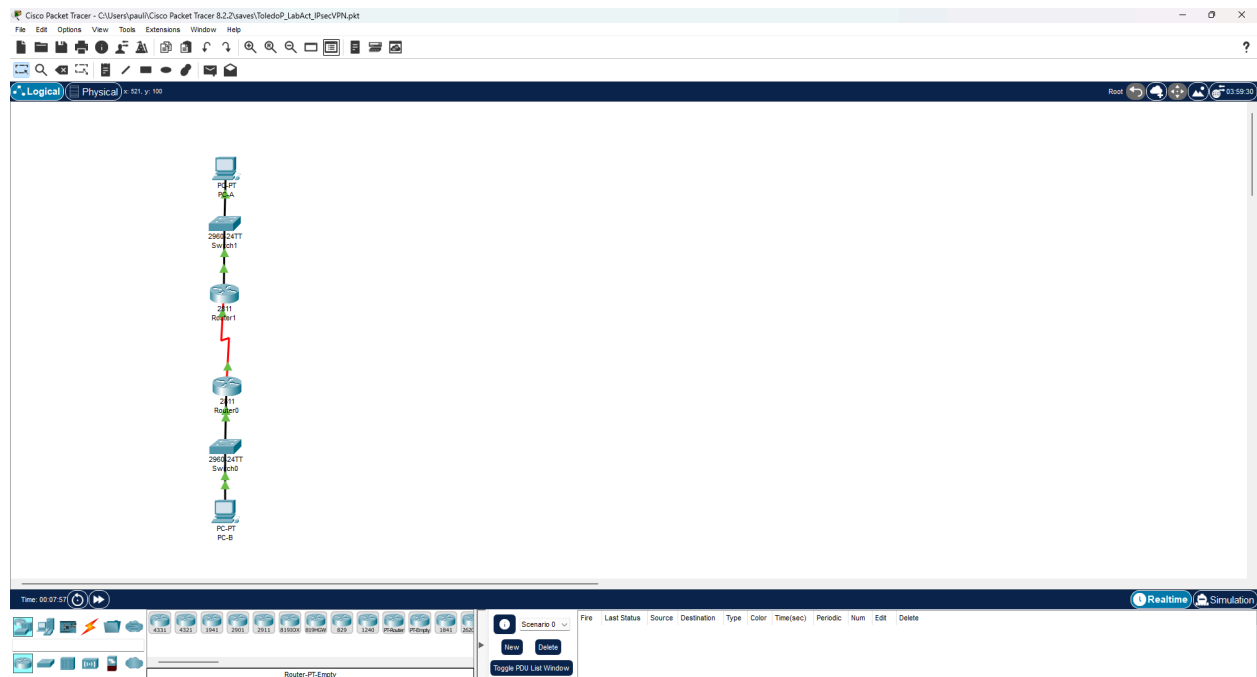 Cisco Packet Tracer - C:\Users\pauli\Cisco Packet Tracer 8.2.2\saves\ToledoP_LabAct_IPsecVPN.pkt
File Edit Options View Tools Extensions Window Help
?
Logical Physical x: 521, y: 100 Root 03:59:30
PC-PT
PC-A
2960-24TT
Switch1
2811
Router1
2811
Router0
2960-24TT
Switch0
PC-PT
PC-B
Time: 00:07:57 Realtime Simulation
4331 4321 1941 2901 2911 819IOX 819HGW 829 1240 PT-Router PT-Empty 1841 2620
Scenario 0
New Delete
Toggle PDU List Window
Fire Last Status Source Destination Type Color Time(sec) Periodic Num Edit Delete
Router-PT-Empty